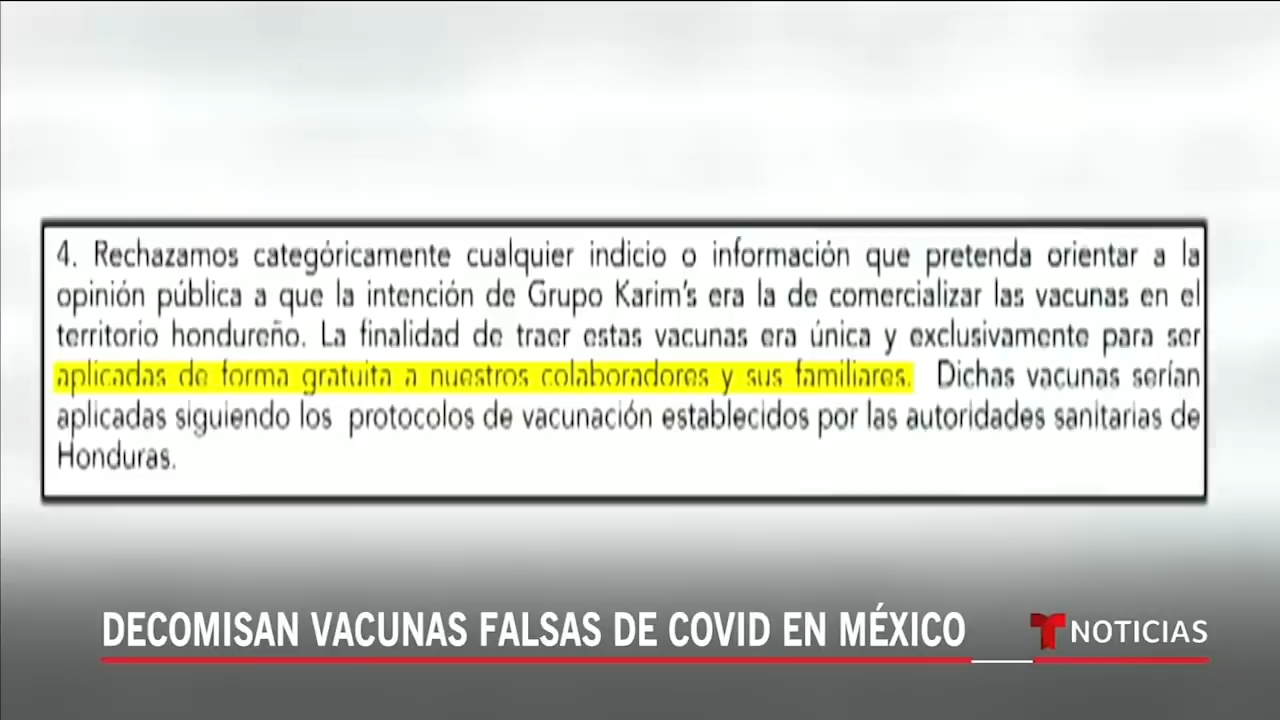 4. Rechazamos categóricamente cualquier indicio o información que pretenda orientar a la
opinión pública a que la intención de Grupo Karim's era la de comercializar las vacunas en el
territorio hondureño. La finalidad de traer estas vacunas era única y exclusivamente para ser
aplicadas de forma gratuita a nuestros colaboradores y sus familiares. Dichas vacunas serían
aplicadas siguiendo los protocolos de vacunación establecidos por las autoridades sanitarias de
Honduras.
DECOMISAN VACUNAS FALSAS DE COVID EN MÉXICO
T NOTICIAS